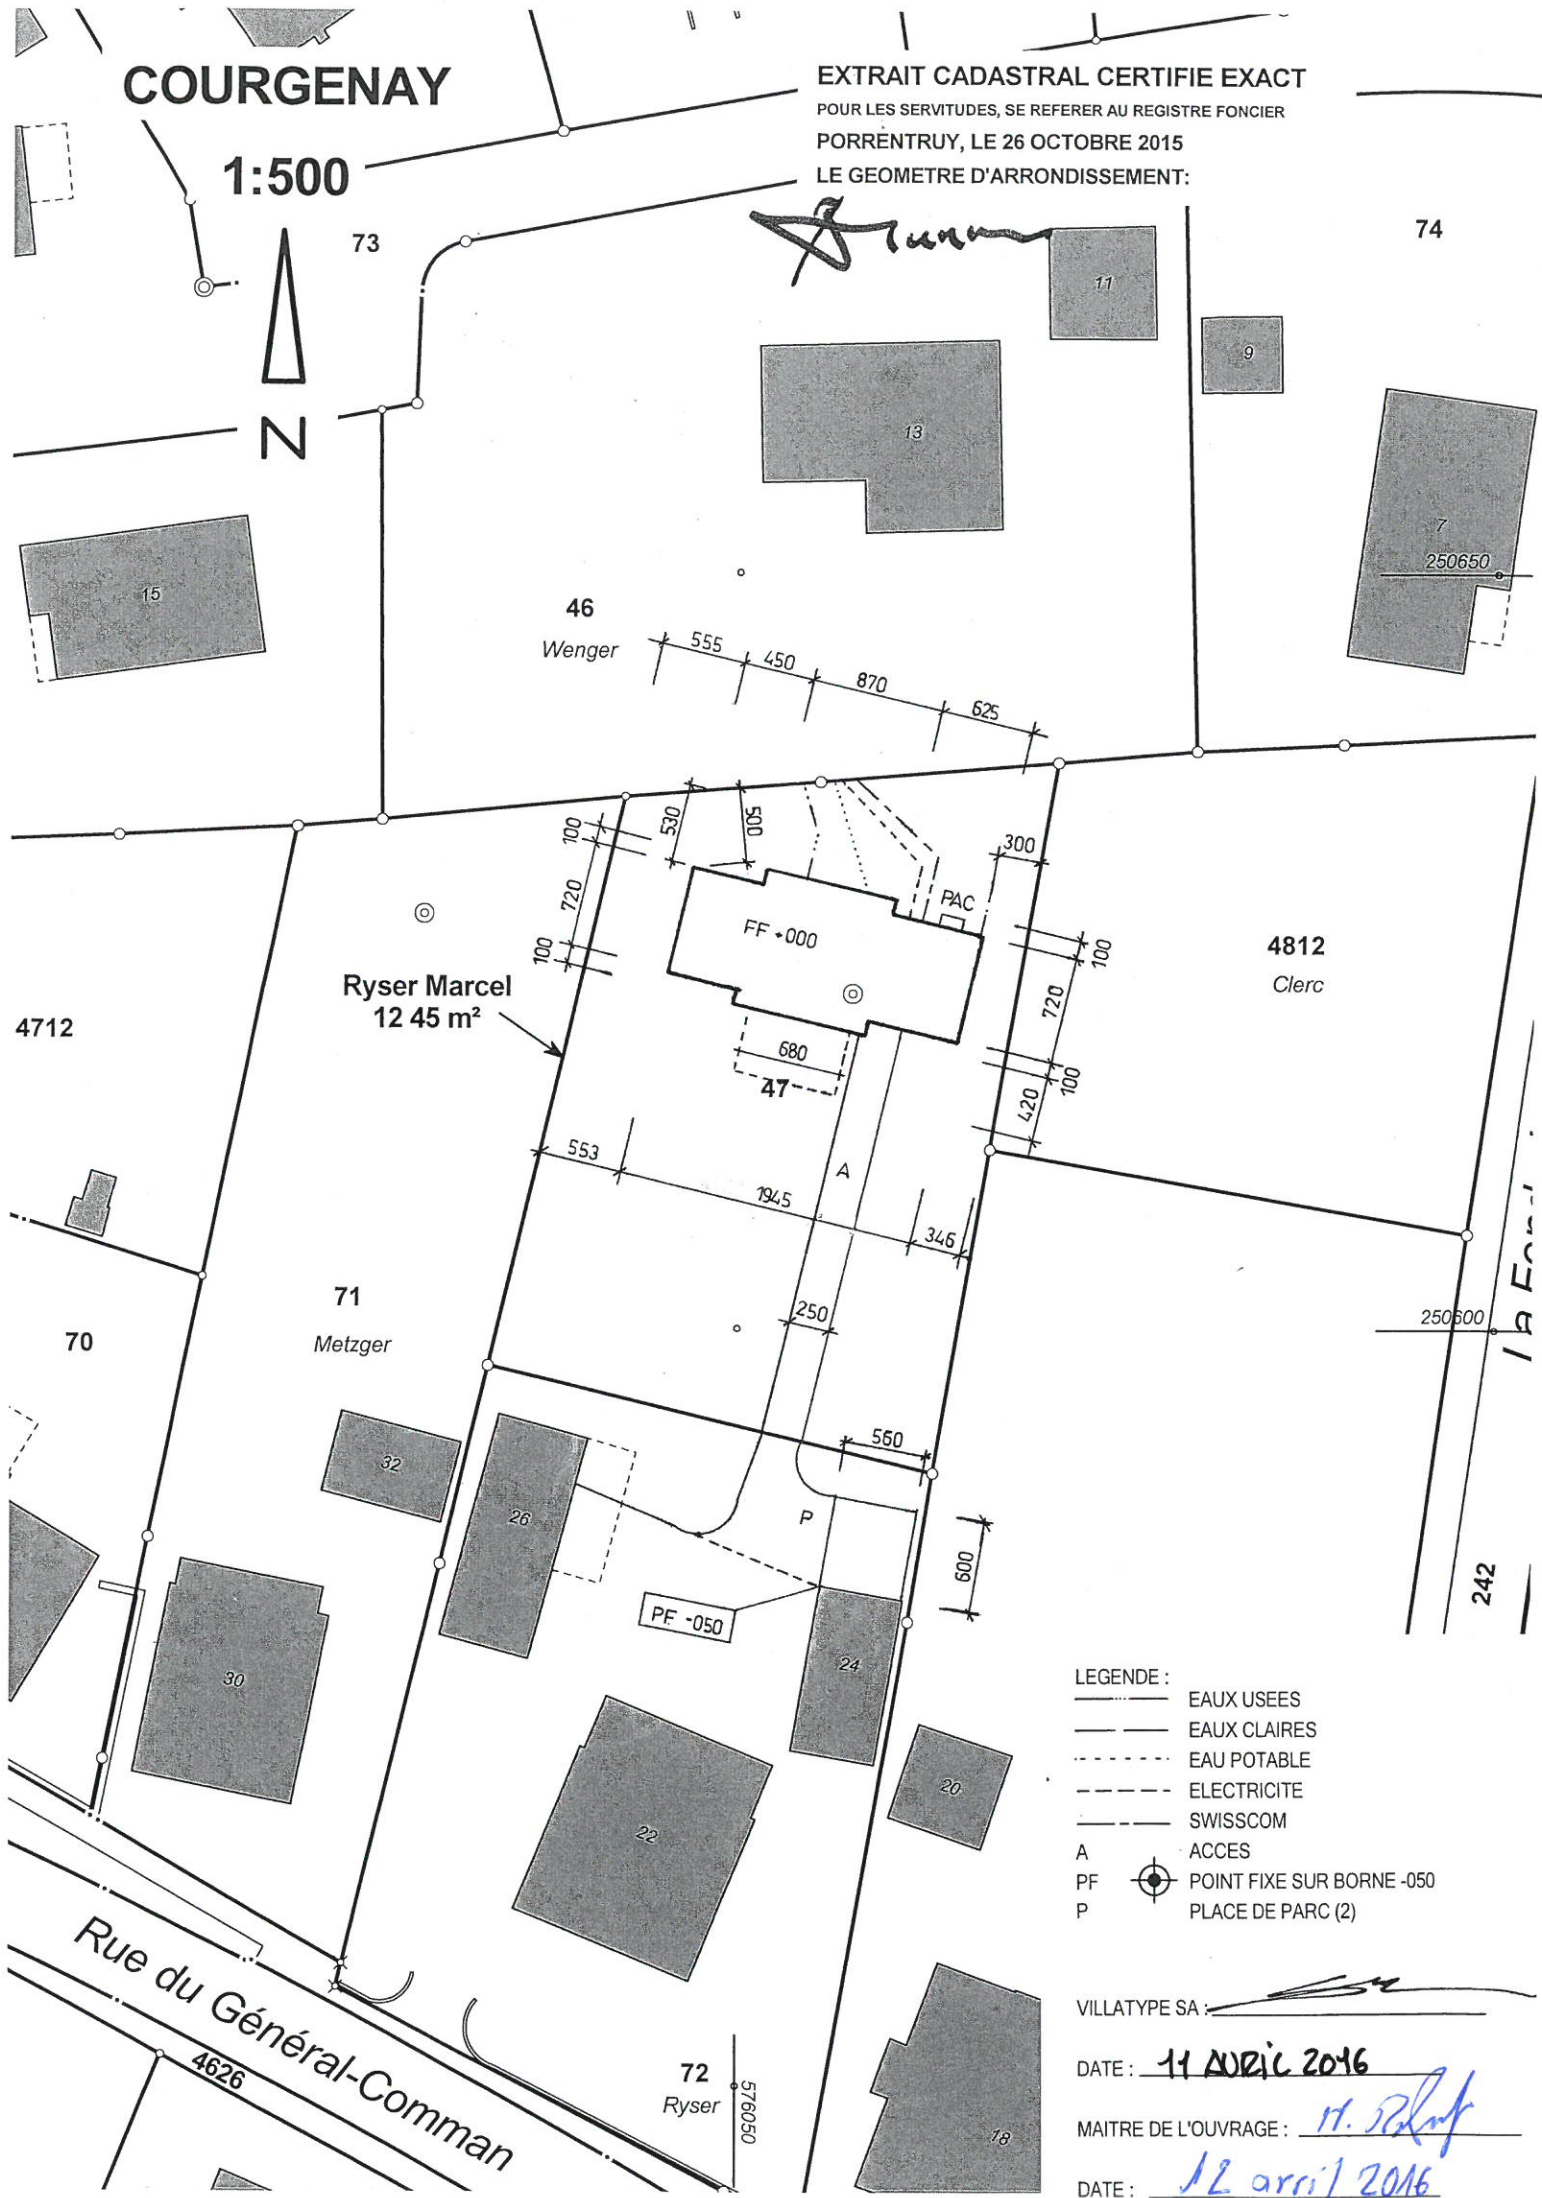 COURGENAY
1:500
N
EXTRAIT CADASTRAL CERTIFIE EXACT
POUR LES SERVITUDES, SE REFERER AU REGISTRE FONCIER
PORRENTRUY, LE 26 OCTOBRE 2015
LE GEOMETRE D'ARRONDISSEMENT:
73
74
11
9
13
7
250650
15
46
Wenger
555
450
870
625
530
500
300
100
720
100
PAC
FF +000
100
720
100
420
4812
Clerc
Ryser Marcel
12 45 m²
4712
680
47
553
A
1945
346
71
Metzger
70
250
250600
560
32
26
P
600
PF -050
242
30
24
22
20
LEGENDE :
EAUX USEES
EAUX CLAIRES
EAU POTABLE
ELECTRICITE
SWISSCOM
A ACCES
PF POINT FIXE SUR BORNE -050
P PLACE DE PARC (2)
Rue du Général-Comman
4626
72
Ryser
576050
18
VILLATYPE SA :
DATE : 11 AVRIL 2016
MAITRE DE L'OUVRAGE :
DATE : 12 avril 2016